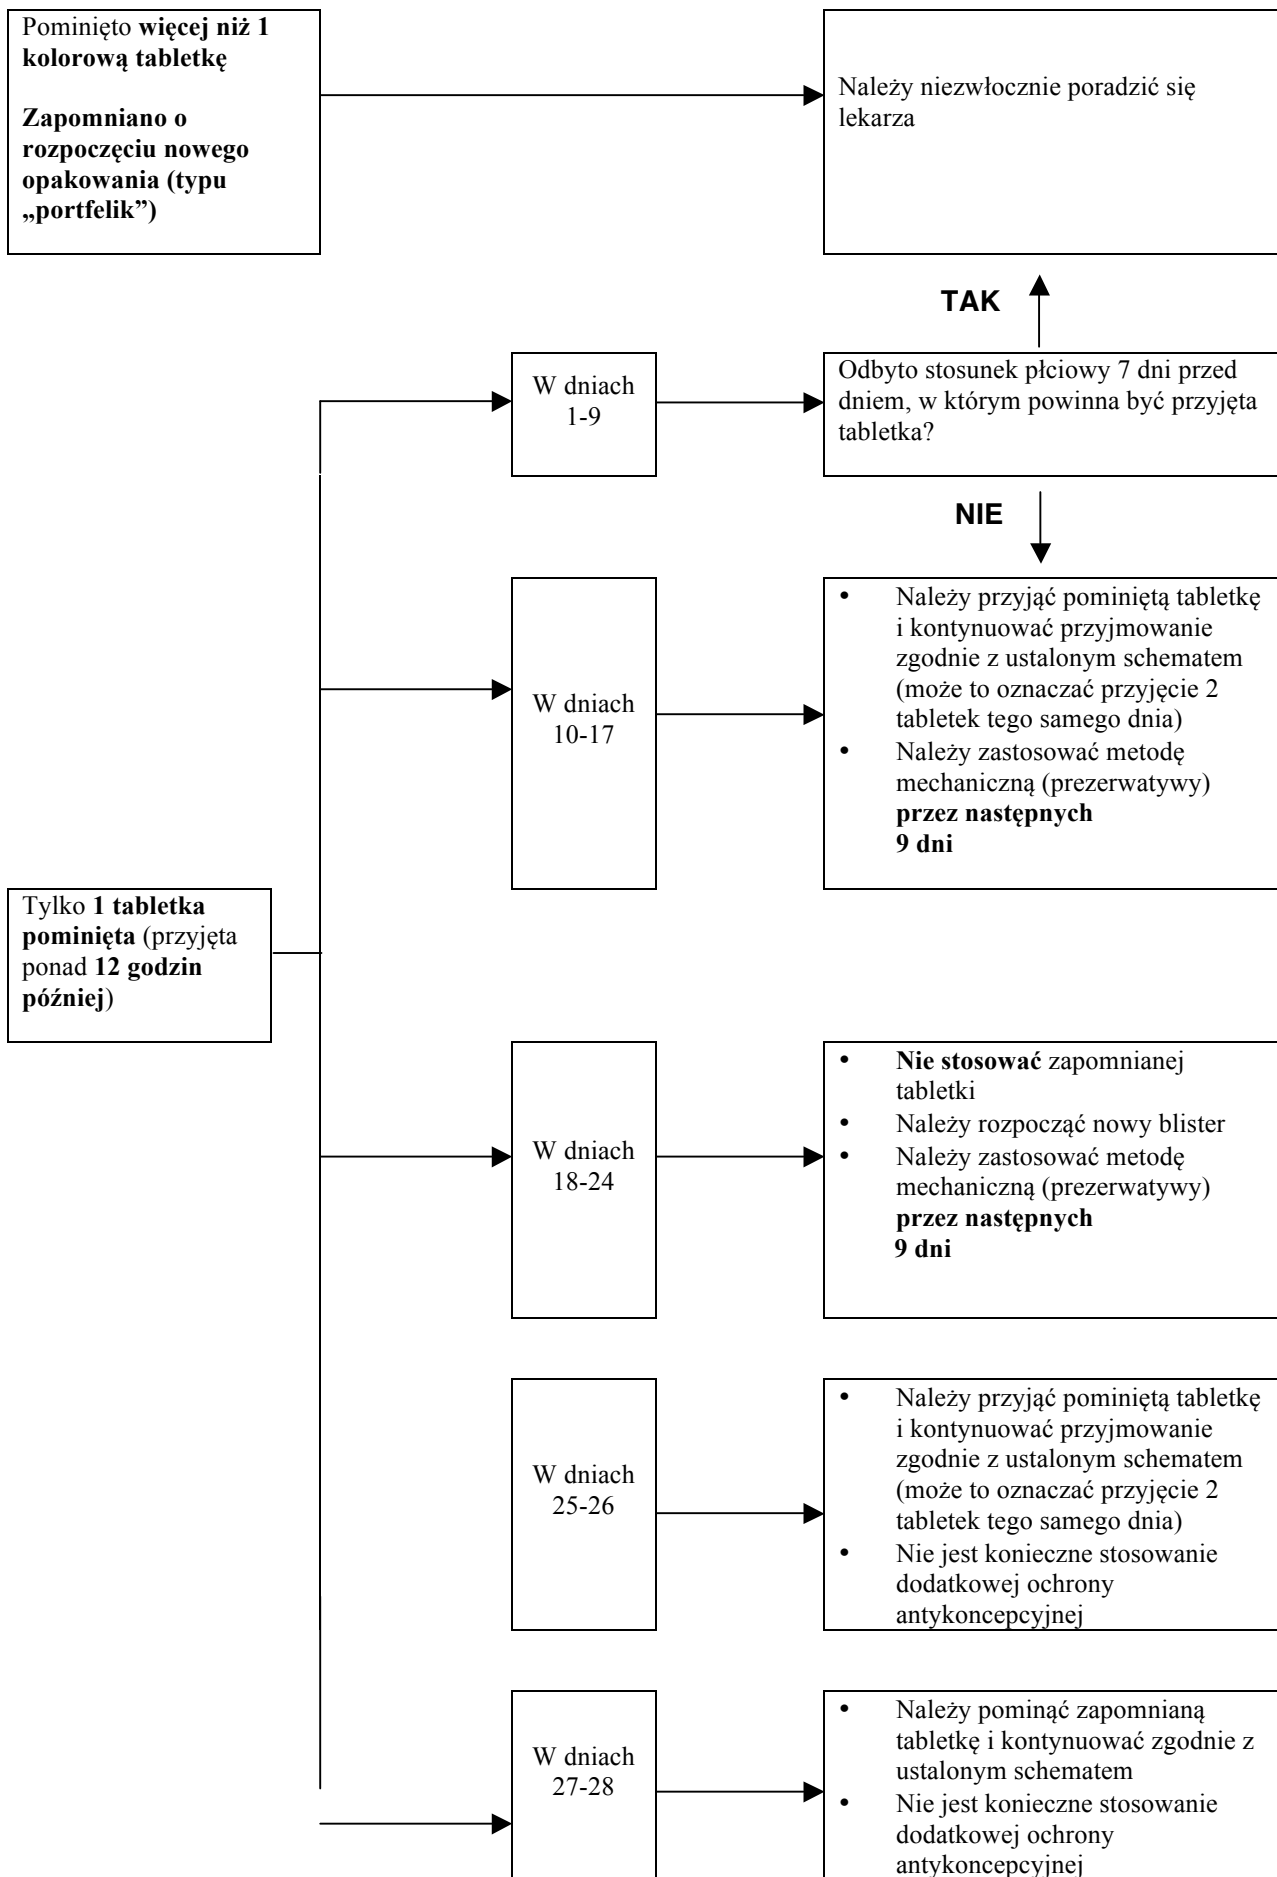 Pominięto więcej niż 1
kolorową tabletkę
Zapomniano o
rozpoczęciu nowego
opakowania (typu
„portfelik”)
Należy niezwłocznie poradzić się
lekarza
TAK
W dniach
1-9
Odbyto stosunek płciowy 7 dni przed
dniem, w którym powinna być przyjęta
tabletka?
NIE
W dniach
10-17
• Należy przyjąć pominiętą tabletkę
i kontynuować przyjmowanie
zgodnie z ustalonym schematem
(może to oznaczać przyjęcie 2
tabletek tego samego dnia)
• Należy zastosować metodę
mechaniczną (prezerwatywy)
przez następnych
9 dni
Tylko 1 tabletka
pominięta (przyjęta
ponad 12 godzin
później)
W dniach
18-24
• Nie stosować zapomnianej
tabletki
• Należy rozpocząć nowy blister
• Należy zastosować metodę
mechaniczną (prezerwatywy)
przez następnych
9 dni
W dniach
25-26
• Należy przyjąć pominiętą tabletkę
i kontynuować przyjmowanie
zgodnie z ustalonym schematem
(może to oznaczać przyjęcie 2
tabletek tego samego dnia)
• Nie jest konieczne stosowanie
dodatkowej ochrony
antykoncepcyjnej
W dniach
27-28
• Należy pominąć zapomnianą
tabletkę i kontynuować zgodnie z
ustalonym schematem
• Nie jest konieczne stosowanie
dodatkowej ochrony
antykoncepcyjnej